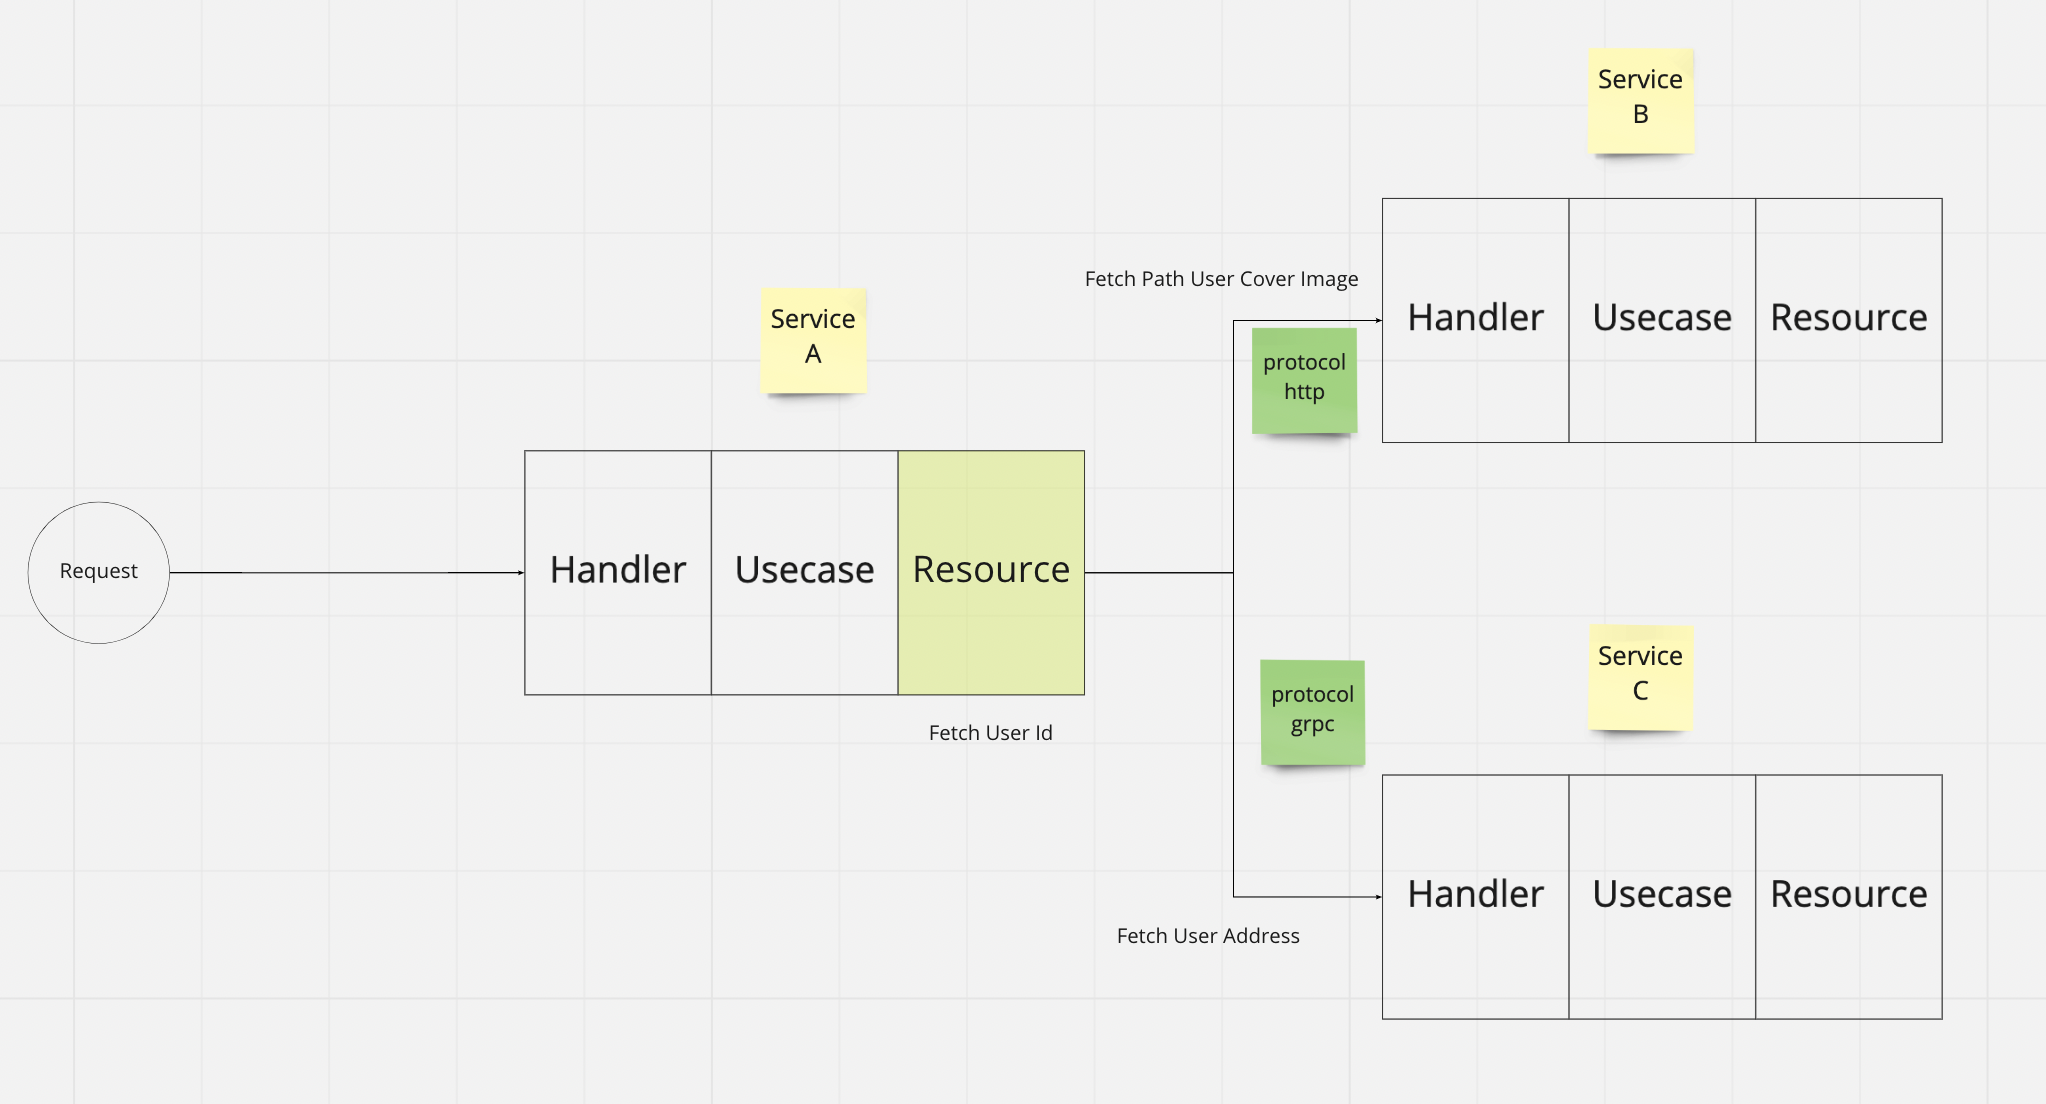 Service
B
Fetch Path User Cover Image
Handler
Usecase
Resource
Service
A
protocol
http
Request
Handler
Usecase
Resource
Fetch User Id
Service
C
protocol
grpc
Handler
Usecase
Resource
Fetch User Address